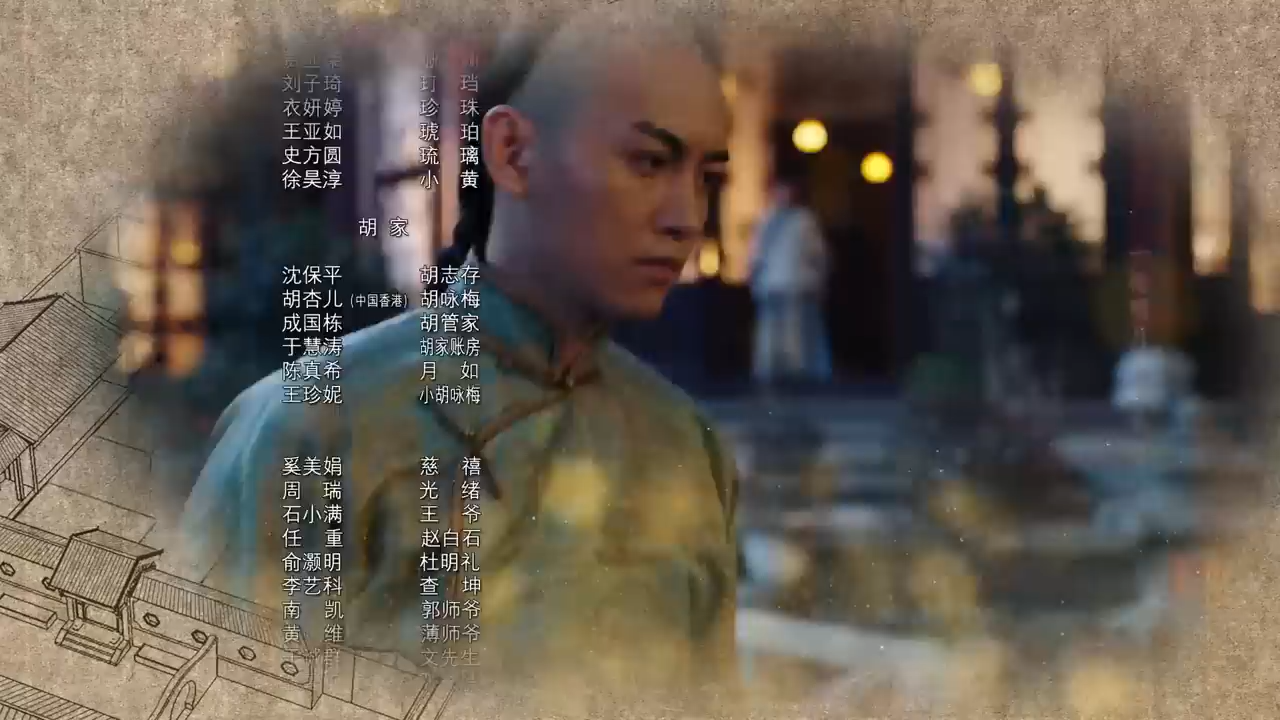 刘子琦 玎珰
衣妍婷 珍珠
王亚如 琥珀
史方圆 琉璃
徐昊淳 小黄
胡家
沈保平 胡志存
胡杏儿(中国香港) 胡咏梅
成国栋 胡管家
于慧涛 胡家账房
陈真希 月如
王珍妮 小胡咏梅
奚美娟 慈禧
周瑞 光绪
石小满 王爷
任重 赵白石
俞灏明 杜明礼
李艺科 查坤
南凯 郭师爷
黄维 薄师爷
文先生